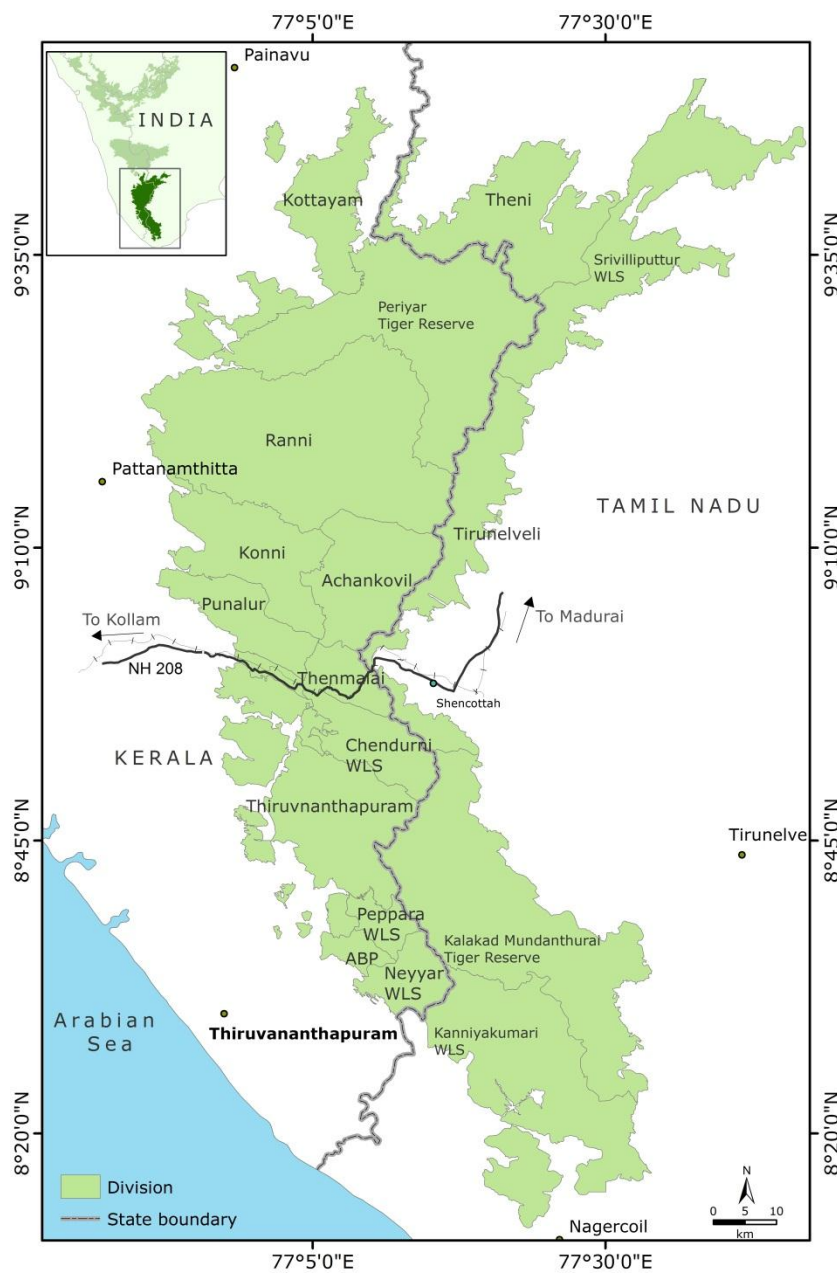 77°5'0"E
77°30'0"E
Painavu
INDIA
Kottayam
Theni
9°35'0"N
9°35'0"N
Srivilliputtur
WLS
Periyar
Tiger Reserve
Ranni
Pattanamthitta
TAMIL NADU
Tirunelveli
9°10'0"N
9°10'0"N
Konni
Achankovil
Punalur
To Kollam
To Madurai
NH 208
Thenmalai
Shencottah
Chendurni
WLS
KERALA
Thiruvnanthapuram
8°45'0"N
8°45'0"N
Tirunelve
Peppara
WLS
Kalakad Mundanthurai
Tiger Reserve
ABP
Neyyar
WLS
Arabian
Sea
Thiruvananthapuram
Kanniyakumari
WLS
8°20'0"N
8°20'0"N
Division
State boundary
N
0 5 10
km
Nagercoil
77°5'0"E
77°30'0"E